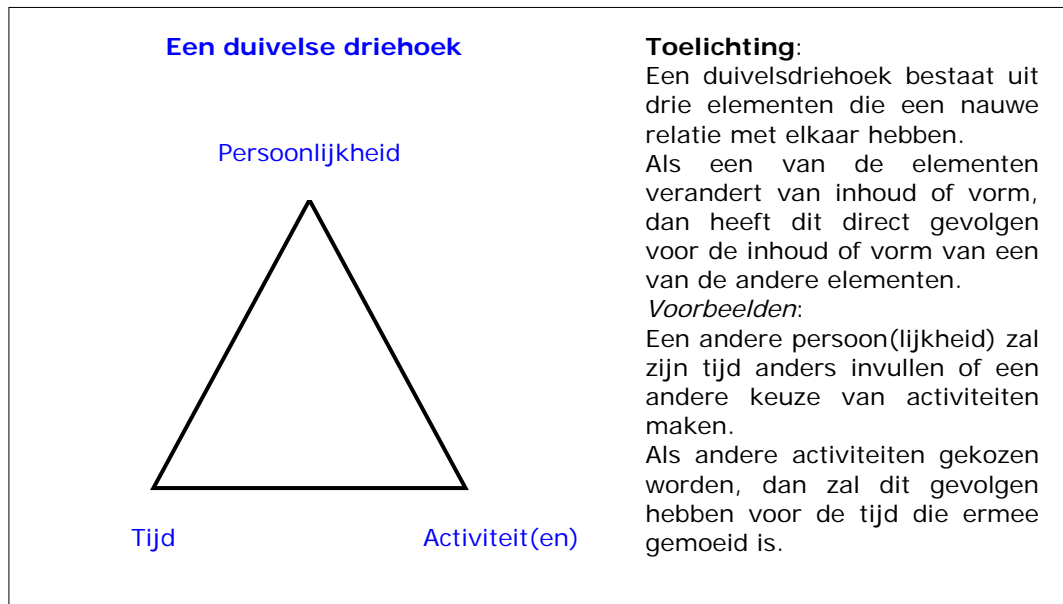 Een duivelse driehoek
Persoonlijkheid
Tijd
Activiteit(en)
Toelichting:
Een duivelsdriehoek bestaat uit
drie elementen die een nauwe
relatie met elkaar hebben.
Als een van de elementen
verandert van inhoud of vorm,
dan heeft dit direct gevolgen
voor de inhoud of vorm van een
van de andere elementen.
Voorbeelden:
Een andere persoon(lijkheid) zal
zijn tijd anders invullen of een
andere keuze van activiteiten
maken.
Als andere activiteiten gekozen
worden, dan zal dit gevolgen
hebben voor de tijd die ermee
gemoeid is.